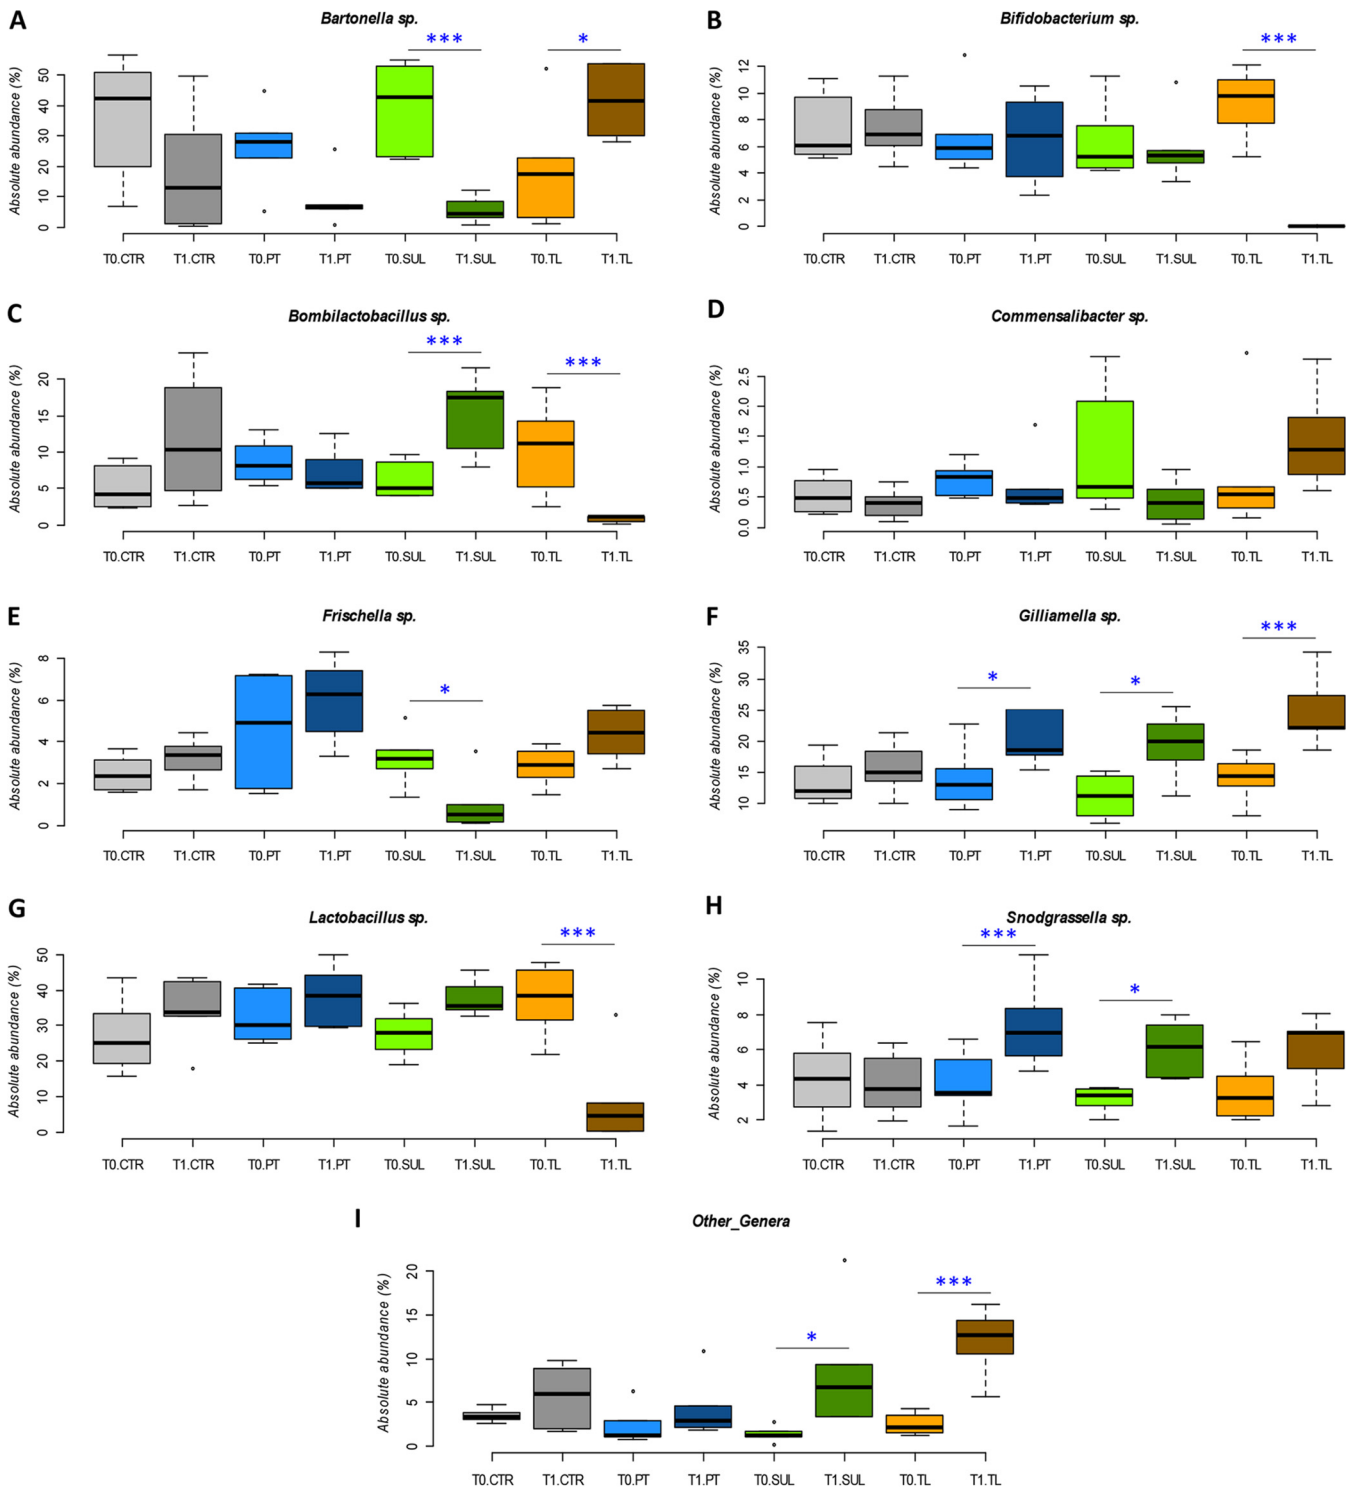 A
Bartonella sp.
Absolute abundance (%)
50
40
30
20
10
0
***
*
T0.CTR T1.CTR T0.PT T1.PT T0.SUL T1.SUL T0.TL T1.TL
B
Bifidobacterium sp.
Absolute abundance (%)
12
10
8
6
4
2
0
***
T0.CTR T1.CTR T0.PT T1.PT T0.SUL T1.SUL T0.TL T1.TL
C
Bombilactobacillus sp.
Absolute abundance (%)
20
15
10
5
0
***
***
T0.CTR T1.CTR T0.PT T1.PT T0.SUL T1.SUL T0.TL T1.TL
D
Commensalibacter sp.
Absolute abundance (%)
2.5
2.0
1.5
1.0
0.5
0.0
T0.CTR T1.CTR T0.PT T1.PT T0.SUL T1.SUL T0.TL T1.TL
E
Frischella sp.
Absolute abundance (%)
8
6
4
2
0
*
T0.CTR T1.CTR T0.PT T1.PT T0.SUL T1.SUL T0.TL T1.TL
F
Gilliamella sp.
Absolute abundance (%)
35
30
25
20
15
10
*
*
***
T0.CTR T1.CTR T0.PT T1.PT T0.SUL T1.SUL T0.TL T1.TL
G
Lactobacillus sp.
Absolute abundance (%)
50
40
30
20
10
0
***
T0.CTR T1.CTR T0.PT T1.PT T0.SUL T1.SUL T0.TL T1.TL
H
Snodgrassella sp.
Absolute abundance (%)
10
8
6
4
2
***
*
T0.CTR T1.CTR T0.PT T1.PT T0.SUL T1.SUL T0.TL T1.TL
I
Other_Genera
Absolute abundance (%)
20
15
10
5
0
*
***
T0.CTR T1.CTR T0.PT T1.PT T0.SUL T1.SUL T0.TL T1.TL